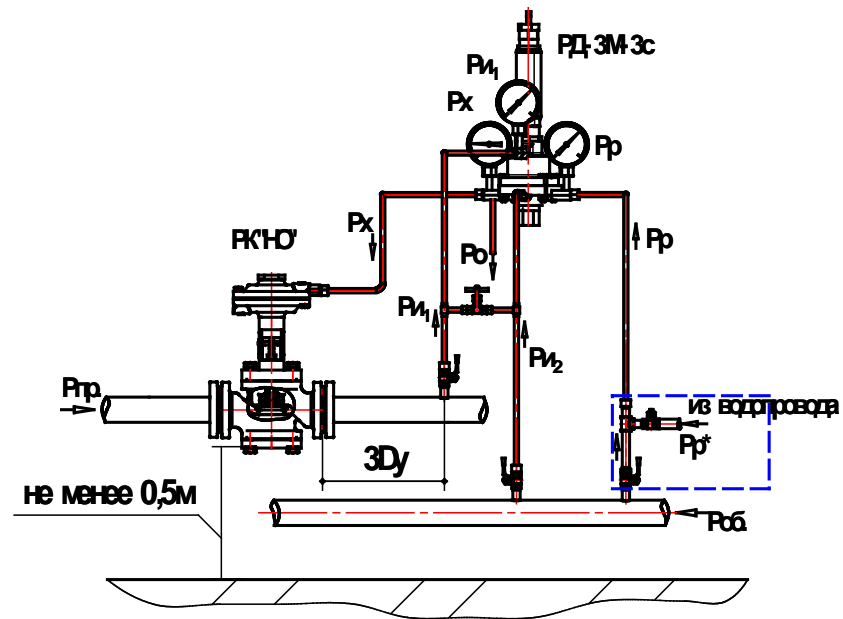 РД-3М-3с
Ри₁
Рх
Рр
Рх
РК"НО"
Ро
Рр
Ри₁
Ри₂
Рпр.
из водопровода
Рр*
3Dy
не менее 0,5м
Роб.